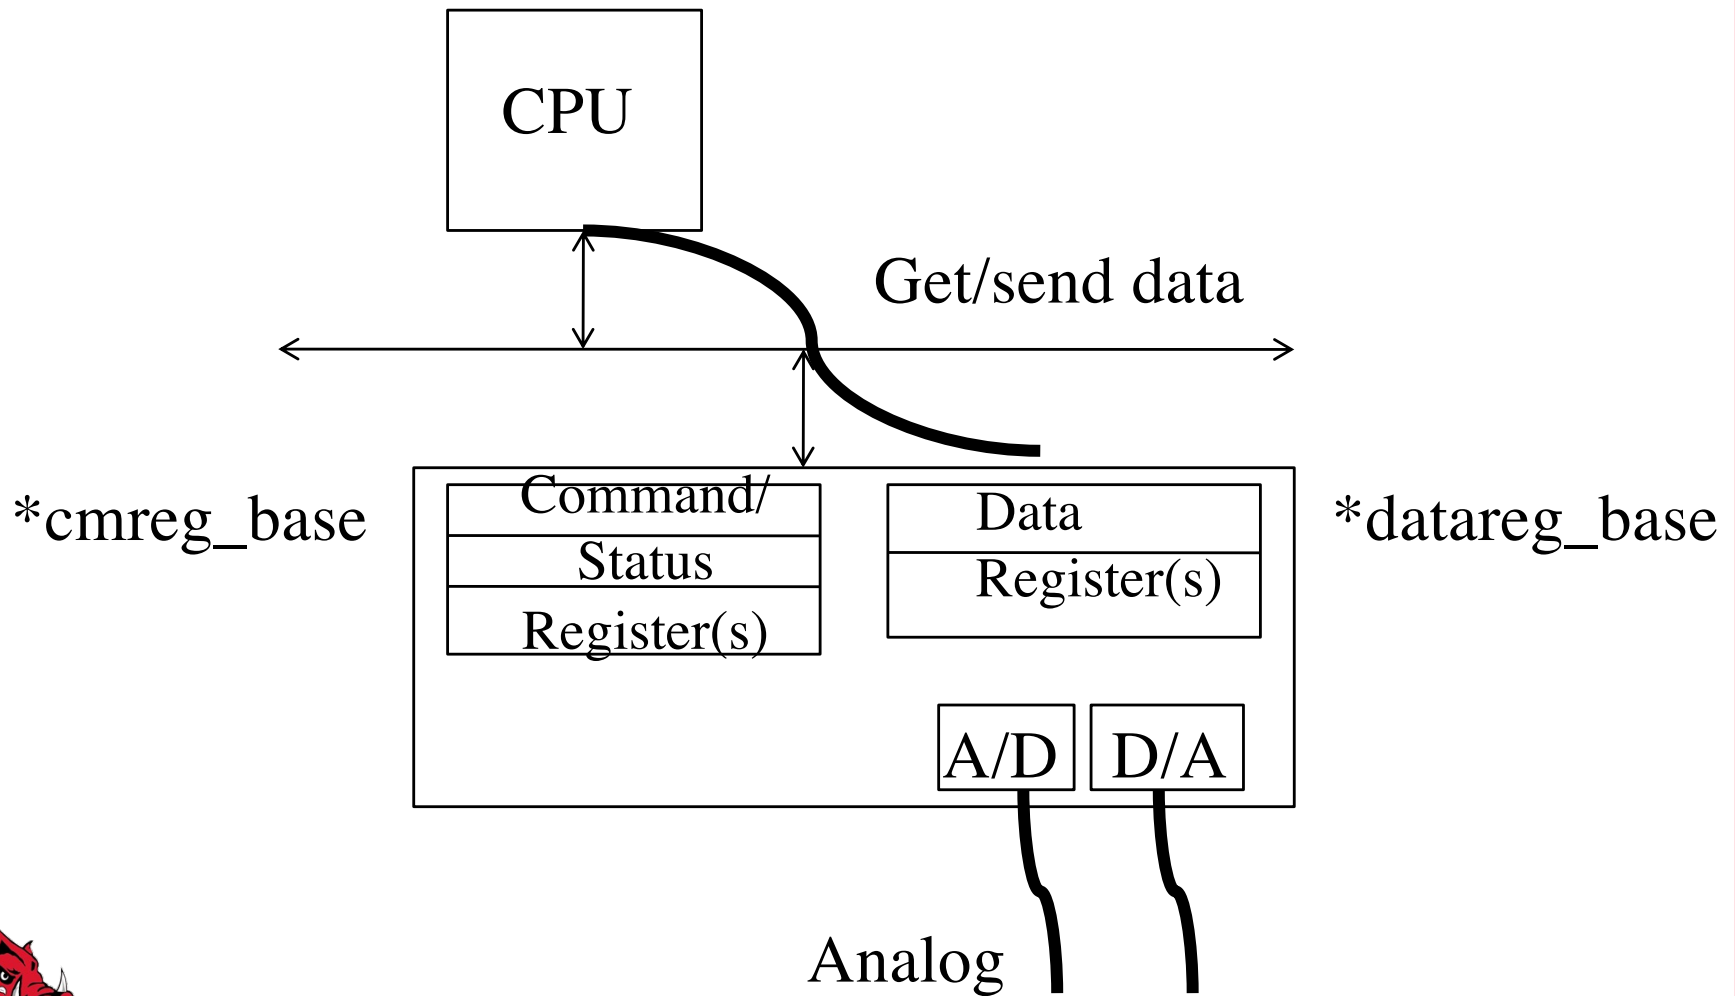 CPU
Get/send data
*cmreg_base
Command/
Status
Register(s)
Data
Register(s)
*datareg_base
A/D
D/A
Analog